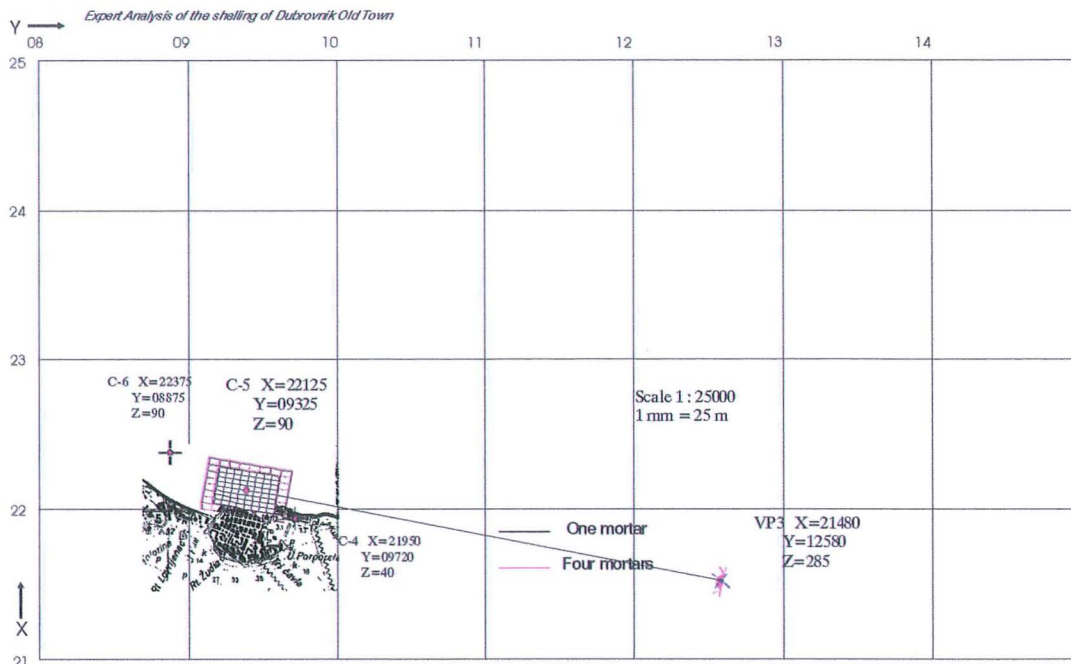 Expert Analysis of the shelling of Dubrovnik Old Town
Y
08 09 10 11 12 13 14
25
24
23
C-6 X=22375
Y=08875
Z=90
C-5 X=22125
Y=09325
Z=90
Scale 1 : 25000
1 mm = 25 m
22
One mortar
Four mortars
VP3 X=21480
Y=12580
Z=285
C-4 X=21950
Y=09720
Z=40
Rt Zudia
X
21